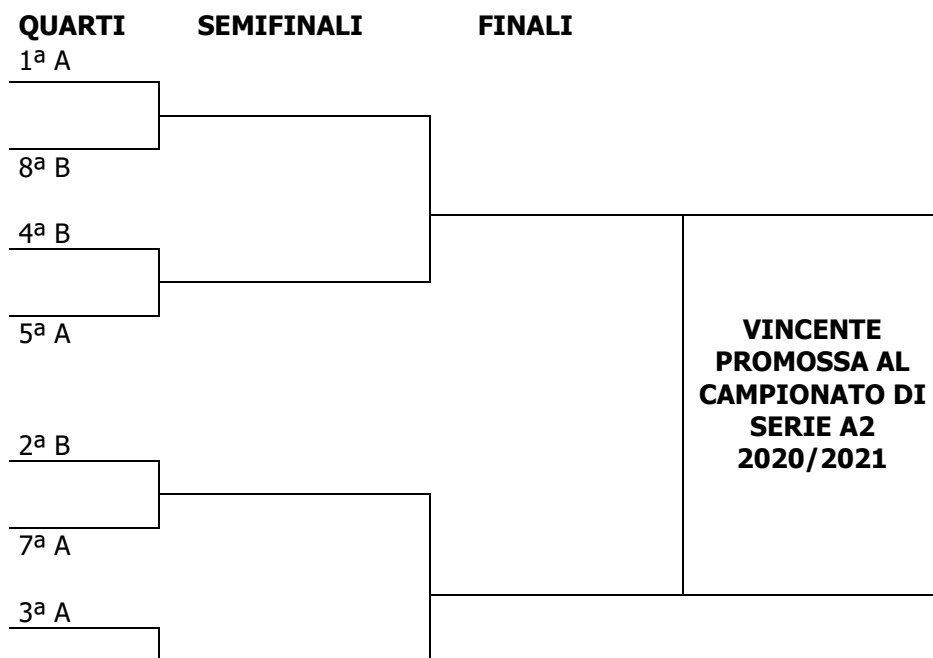 QUARTI SEMIFINALI FINALI
1ª A
8ª B
4ª B
5ª A
VINCENTE
PROMOSSA AL
CAMPIONATO DI
SERIE A2
2020/2021
2ª B
7ª A
3ª A